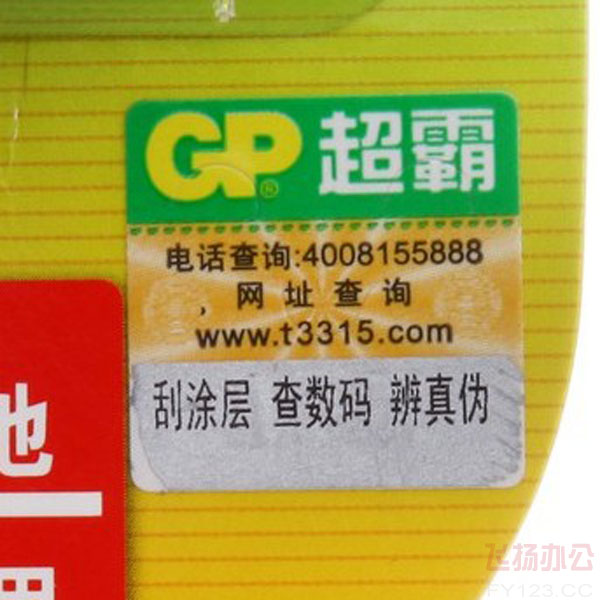 GP® 超霸
电话查询:4008155888
，网址查询
www.t3315.com
刮涂层 查数码 辨真伪
池
飞扬办公
FY123.CC